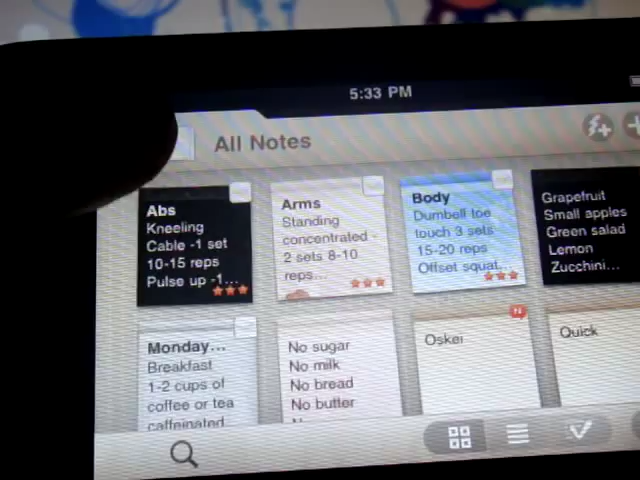 5:33 PM
All Notes
Abs
Kneeling
Cable -1 set
10-15 reps
Pulse up -1...
Arms
Standing
concentrated -
2 sets 8-10
reps...
Body
Dumbell toe
touch 3 sets
15-20 reps
Offset squat...
Grapefruit
Small apples
Green salad
Lemon
Zucchini...
Monday...
Breakfast
1-2 cups of
coffee or tea
caffeinated
No sugar
No milk
No bread
No butter
Oskei
N
Quick